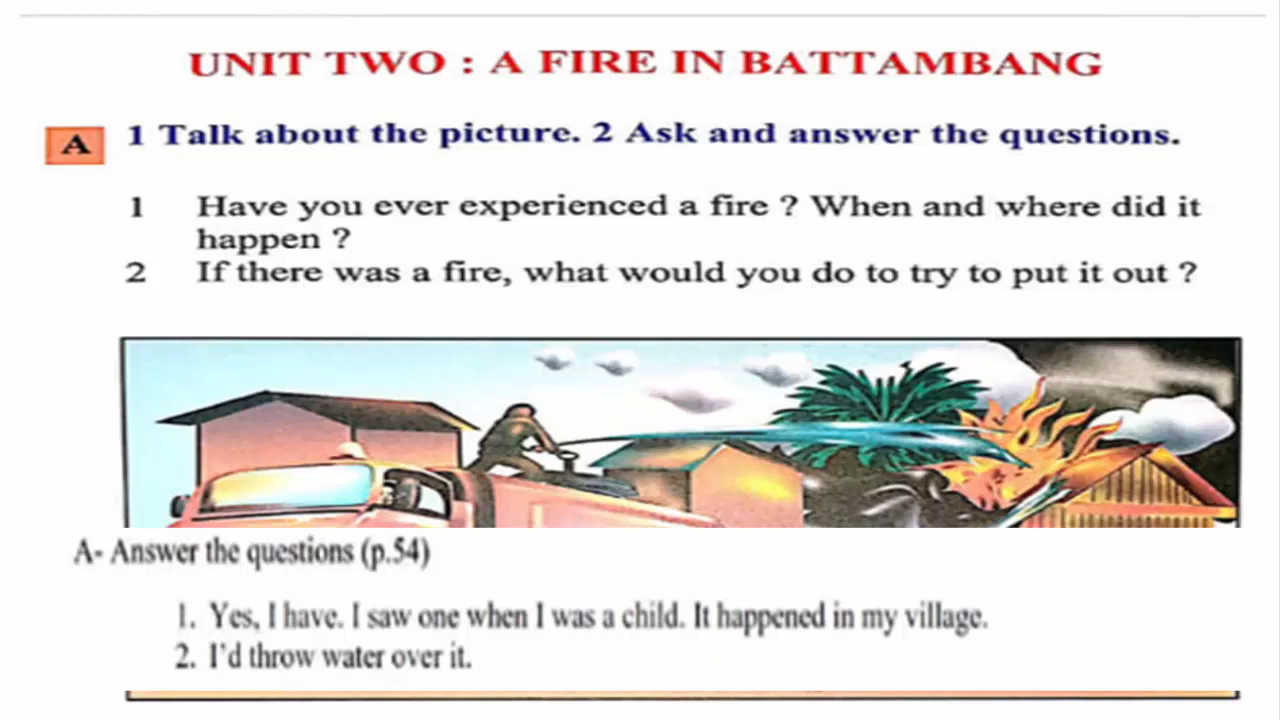 UNIT TWO : A FIRE IN BATTAMBANG
A 1 Talk about the picture. 2 Ask and answer the questions.
1 Have you ever experienced a fire ? When and where did it
happen ?
2 If there was a fire, what would you do to try to put it out ?
A- Answer the questions (p.54)
1. Yes, I have. I saw one when I was a child. It happened in my village.
2. I'd throw water over it.